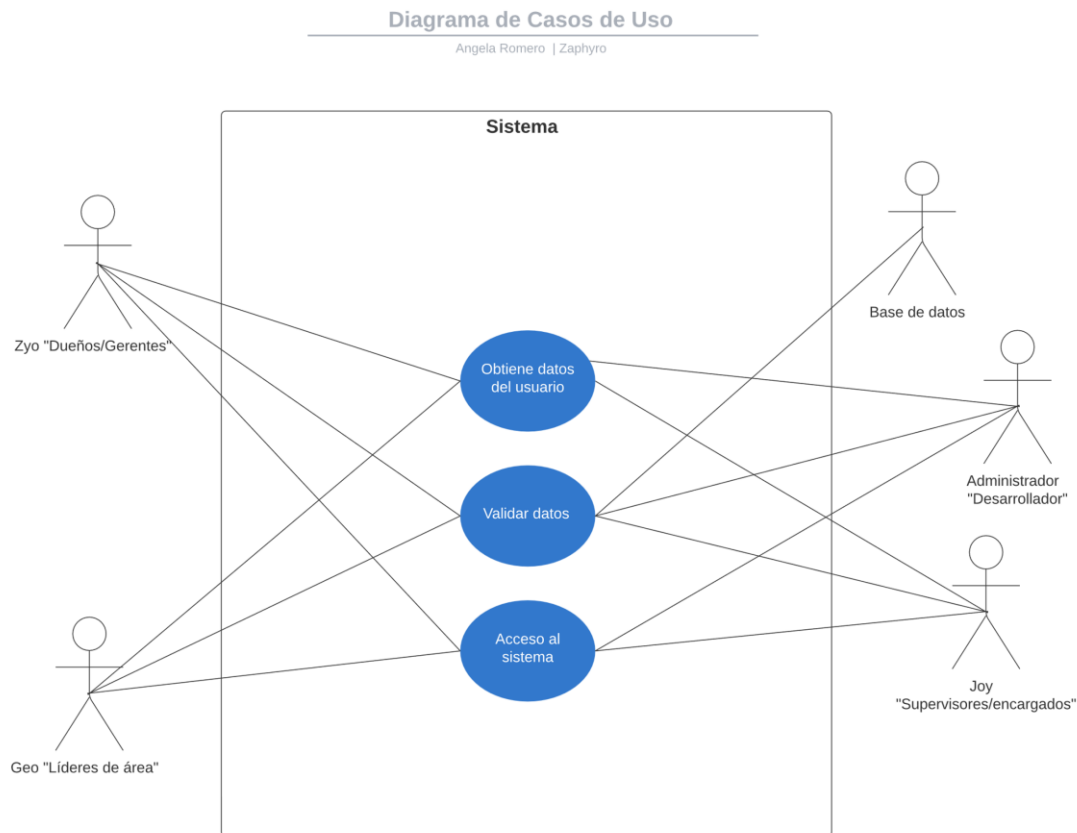 Diagrama de Casos de Uso
Angela Romero | Zaphyro
Sistema
Zyo "Dueños/Gerentes"
Base de datos
Obtiene datos
del usuario
Administrador
"Desarrollador"
Validar datos
Acceso al
sistema
Joy
"Supervisores/encargados"
Geo "Líderes de área"